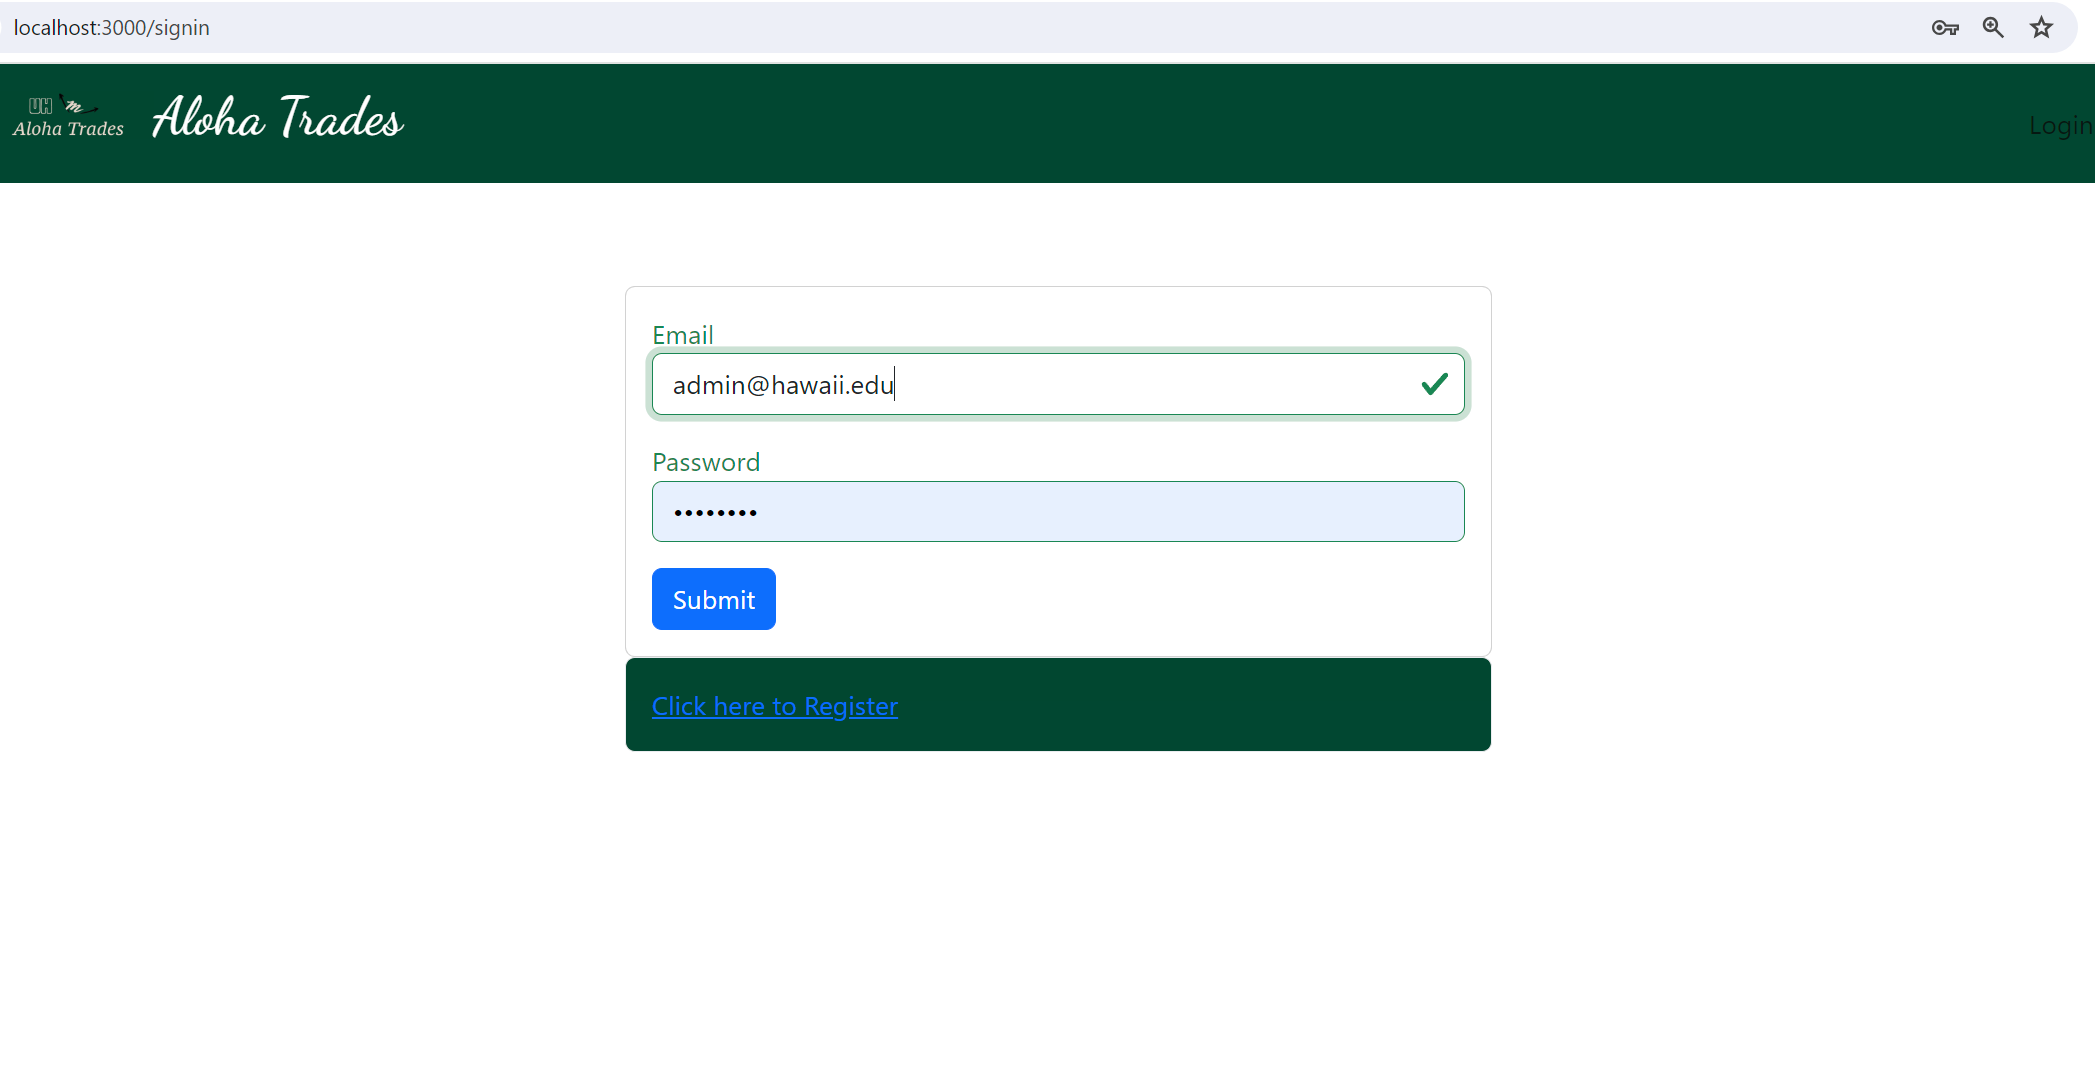 localhost:3000/signin
UH m
Aloha Trades
Aloha Trades
Login
Email
admin@hawaii.edu
Password
••••••••
Submit
Click here to Register